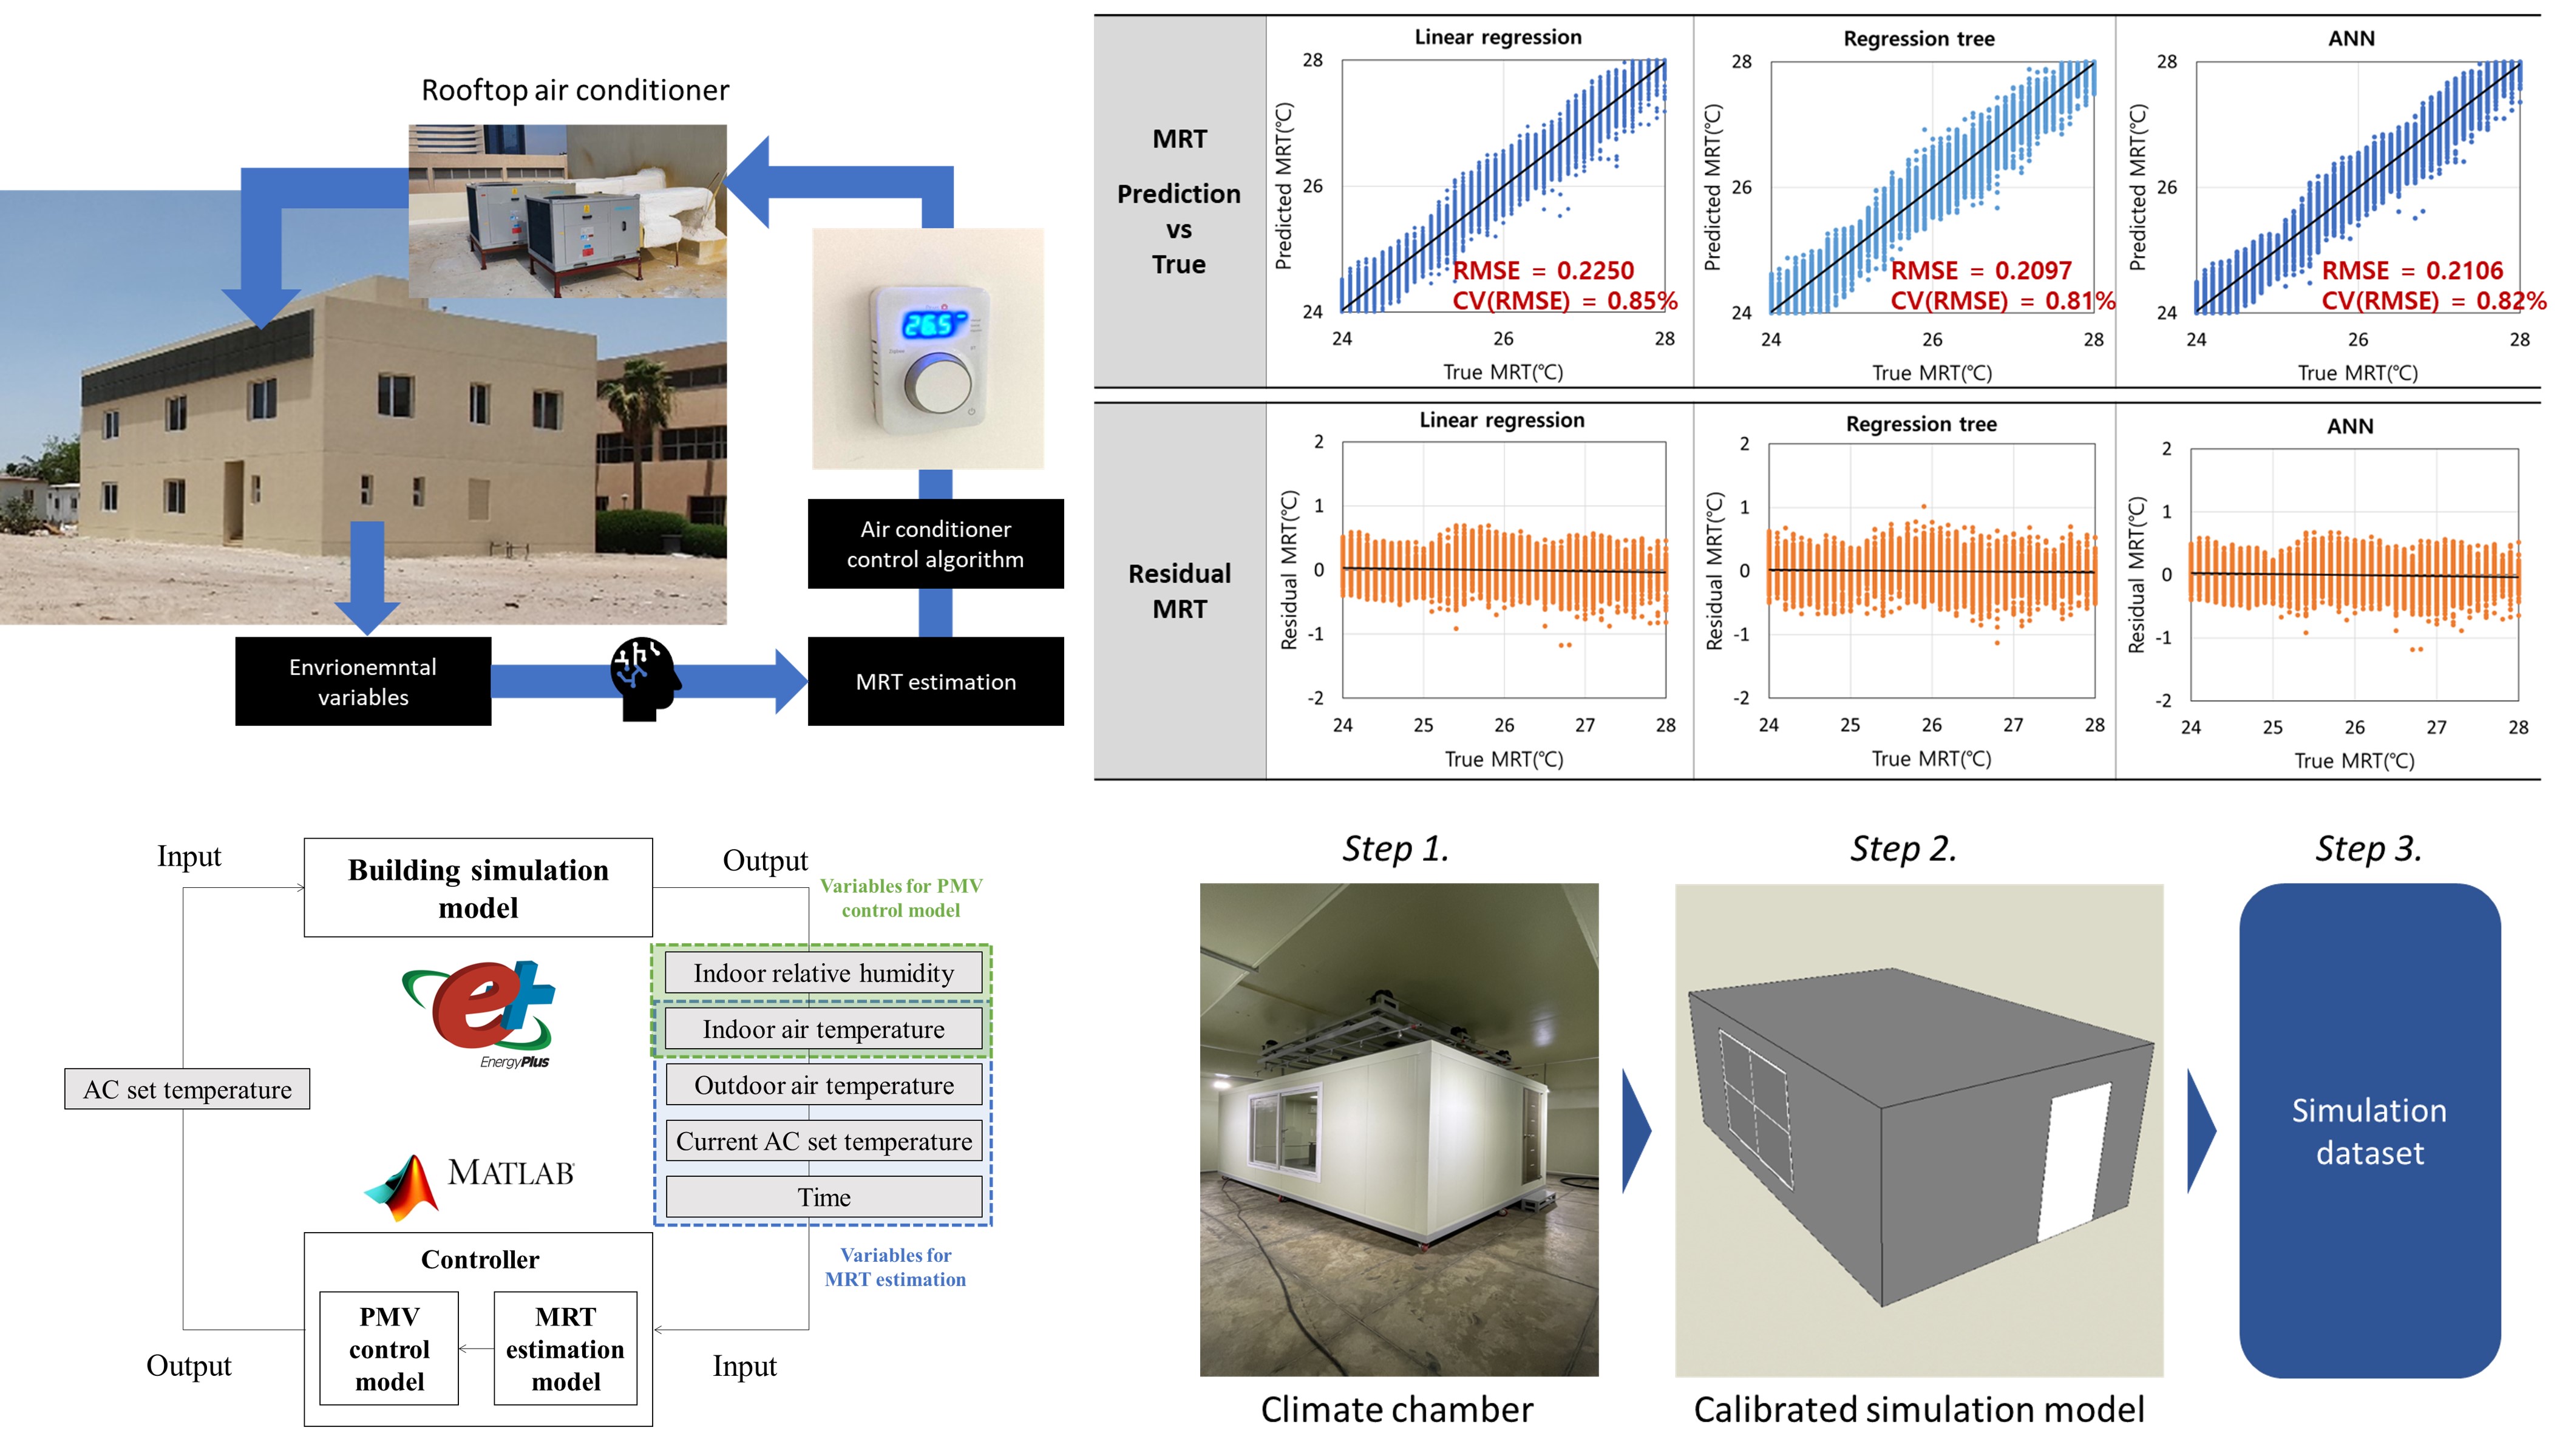 Rooftop air conditioner
26.5
Air conditioner
control algorithm
Envrionemntal
variables
MRT estimation
MRT
Prediction
vs
True
Linear regression
Predicted MRT(℃)
28
26
24
RMSE = 0.2250
CV(RMSE) = 0.85%
24
26
28
True MRT(℃)
Regression tree
Predicted MRT(℃)
28
26
24
RMSE = 0.2097
CV(RMSE) = 0.81%
24
26
28
True MRT(℃)
ANN
Predicted MRT(℃)
28
26
24
RMSE = 0.2106
CV(RMSE) = 0.82%
24
26
28
True MRT(℃)
Residual
MRT
Linear regression
Residual MRT(℃)
2
1
0
-1
-2
24
25
26
27
28
True MRT(℃)
Regression tree
Residual MRT(℃)
2
1
0
-1
-2
24
25
26
27
28
True MRT(℃)
ANN
Residual MRT(℃)
2
1
0
-1
-2
24
25
26
27
28
True MRT(℃)
Input
Building simulation
model
Output
Variables for PMV
control model
e+
EnergyPlus
Indoor relative humidity
Indoor air temperature
Outdoor air temperature
Current AC set temperature
Time
AC set temperature
MATLAB
Variables for
MRT estimation
Controller
PMV
control
model
MRT
estimation
model
Output
Input
Step 1.
Step 2.
Step 3.
Simulation
dataset
Climate chamber
Calibrated simulation model